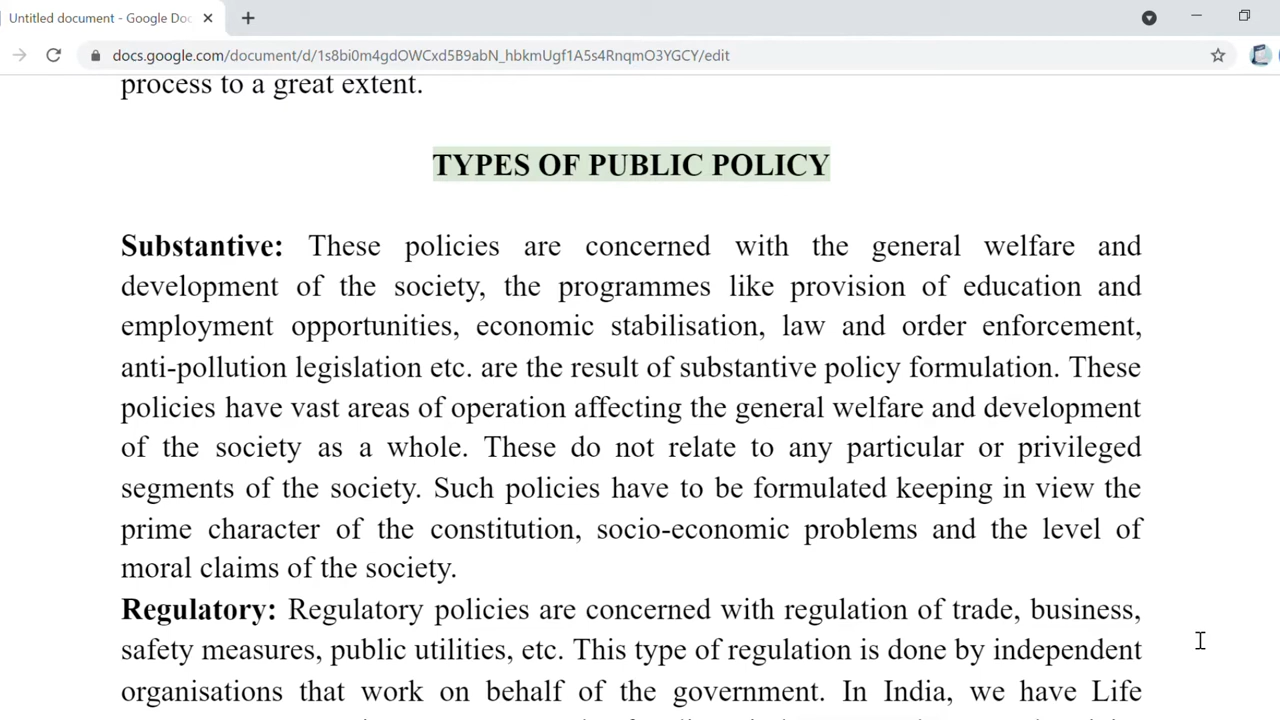 Untitled document - Google Doc
docs.google.com/document/d/1s8bi0m4gdOWCxd5B9abN_hbkmUgf1A5s4RnqmO3YGCY/edit
process to a great extent.
TYPES OF PUBLIC POLICY
Substantive: These policies are concerned with the general welfare and
development of the society, the programmes like provision of education and
employment opportunities, economic stabilisation, law and order enforcement,
anti-pollution legislation etc. are the result of substantive policy formulation. These
policies have vast areas of operation affecting the general welfare and development
of the society as a whole. These do not relate to any particular or privileged
segments of the society. Such policies have to be formulated keeping in view the
prime character of the constitution, socio-economic problems and the level of
moral claims of the society.
Regulatory: Regulatory policies are concerned with regulation of trade, business,
safety measures, public utilities, etc. This type of regulation is done by independent
organisations that work on behalf of the government. In India, we have Life